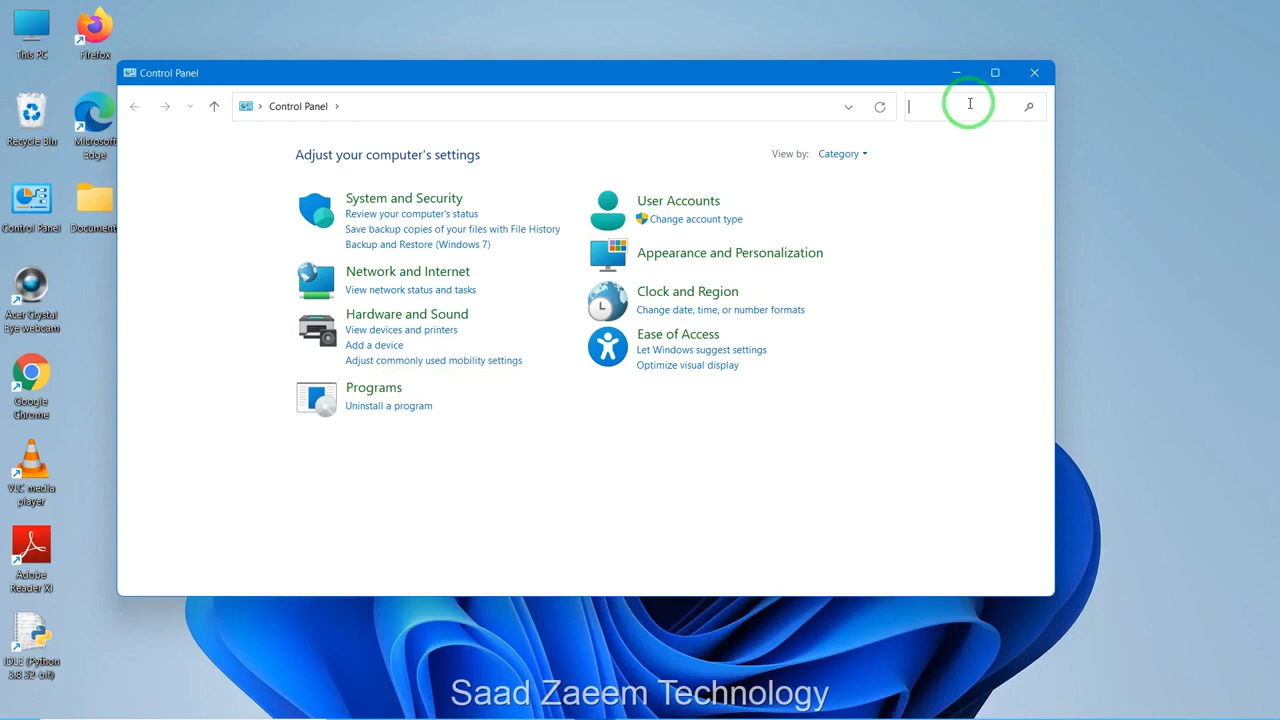 This PC
Firefox
Recycle Bin
Microsoft
Edge
Control Panel
Document
Acer Crystal
Eye webcam
Google
Chrome
VLC media
player
Adobe
Reader XI
IDLE (Python
3.8 32-bit)
Control Panel
Control Panel
Adjust your computer's settings
View by: Category
System and Security
Review your computer's status
Save backup copies of your files with File History
Backup and Restore (Windows 7)
Network and Internet
View network status and tasks
Hardware and Sound
View devices and printers
Add a device
Adjust commonly used mobility settings
Programs
Uninstall a program
User Accounts
Change account type
Appearance and Personalization
Clock and Region
Change date, time, or number formats
Ease of Access
Let Windows suggest settings
Optimize visual display
Saad Zaeem Technology